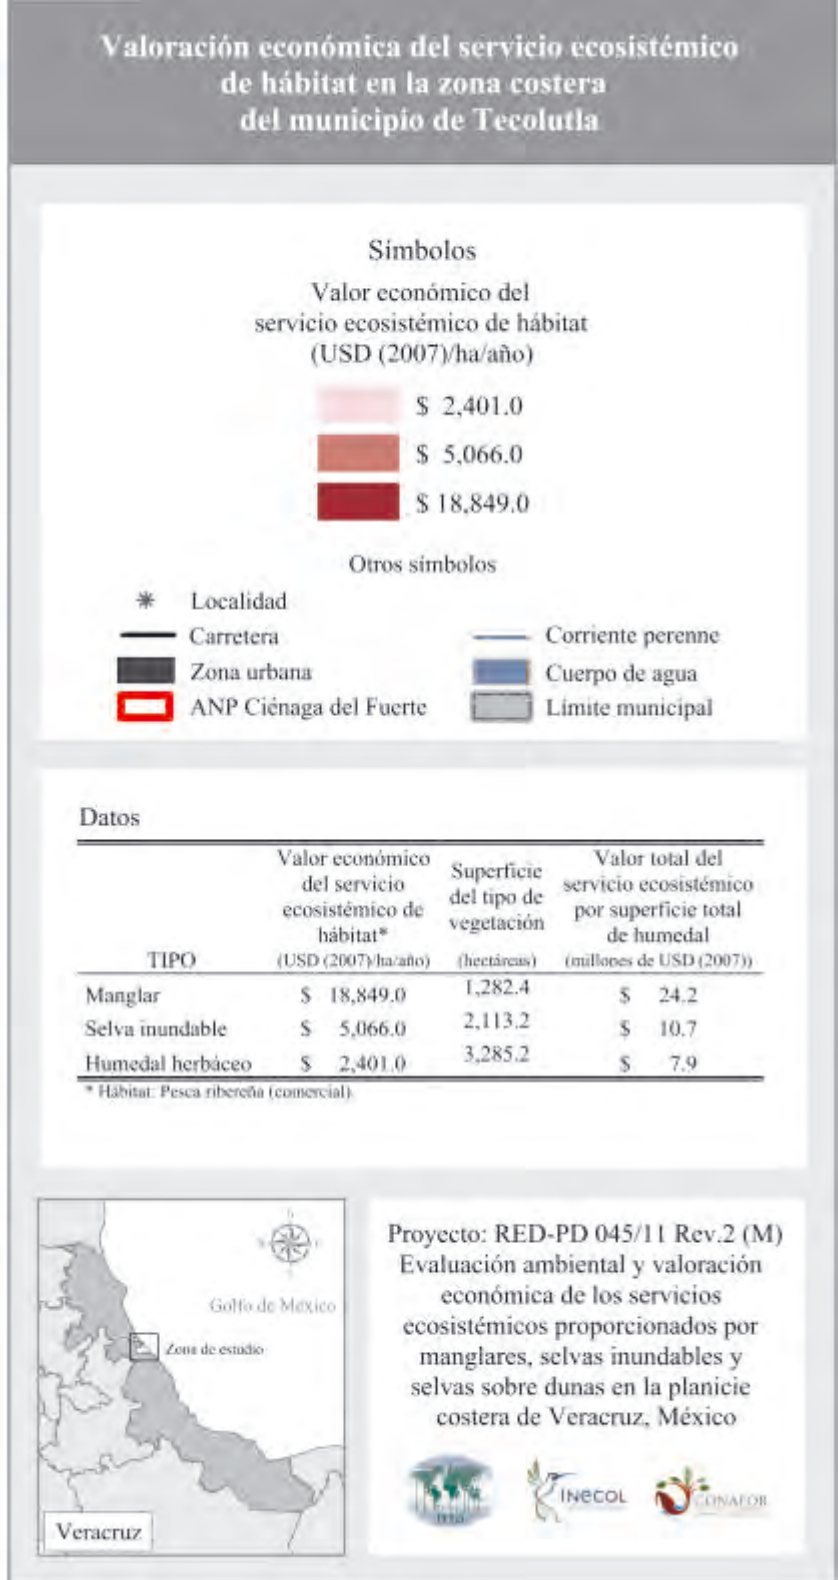 Valoración económica del servicio ecosistémico
de hábitat en la zona costera
del municipio de Tecolutla
Símbolos
Valor económico del
servicio ecosistémico de hábitat
(USD (2007)/ha/año)
$ 2,401.0
$ 5,066.0
$ 18,849.0
Otros símbolos
Localidad
Carretera
Corriente perenne
Zona urbana
Cuerpo de agua
ANP Ciénaga del Fuerte
Límite municipal
Datos
TIPO
Valor económico
del servicio
ecosistémico de
hábitat*
(USD (2007)/ha/año)
Superficie
del tipo de
vegetación
(hectáreas)
Valor total del
servicio ecosistémico
por superficie total
de humedal
(millones de USD (2007))
Manglar $ 18,849.0 1,282.4 $ 24.2
Selva inundable $ 5,066.0 2,113.2 $ 10.7
Humedal herbáceo $ 2,401.0 3,285.2 $ 7.9
* Hábitat: Pesca ribereña (comercial).
Golfo de México
Zona de estudio
Veracruz
Proyecto: RED-PD 045/11 Rev.2 (M)
Evaluación ambiental y valoración
económica de los servicios
ecosistémicos proporcionados por
manglares, selvas inundables y
selvas sobre dunas en la planicie
costera de Veracruz, México
INECOL
CONAFOR